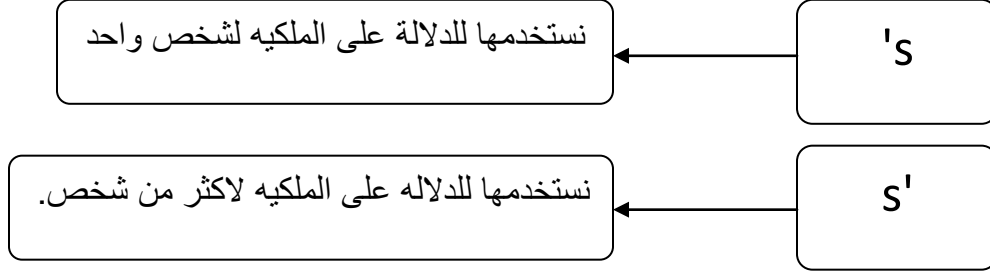 's
نستخدمها للدلالة على الملكيه لشخص واحد
s'
نستخدمها للدلاله على الملكيه لاكثر من شخص.